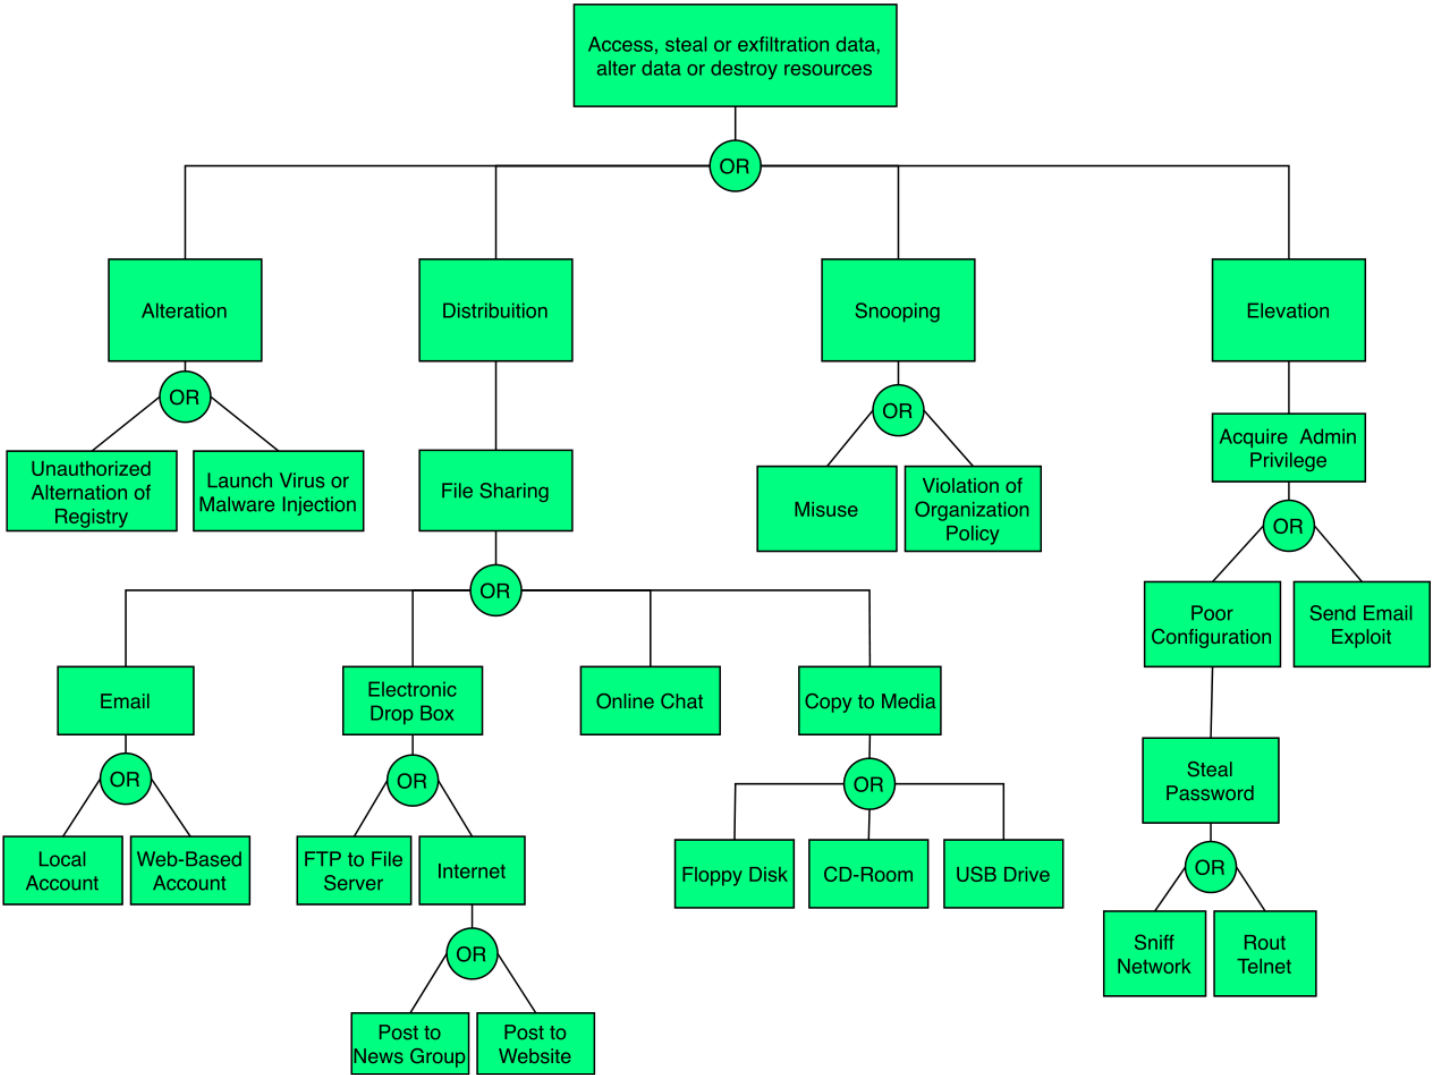 Access, steal or exfiltration data,
alter data or destroy resources
OR
Alteration
Distribuition
Snooping
Elevation
OR
OR
Unauthorized
Alternation of
Registry
Launch Virus or
Malware Injection
File Sharing
Misuse
Violation of
Organization
Policy
Acquire Admin
Privilege
OR
OR
Poor
Configuration
Send Email
Exploit
Email
Electronic
Drop Box
Online Chat
Copy to Media
Steal
Password
OR
OR
OR
OR
Local
Account
Web-Based
Account
FTP to File
Server
Internet
Floppy Disk
CD-Room
USB Drive
OR
Sniff
Network
Rout
Telnet
Post to
News Group
Post to
Website